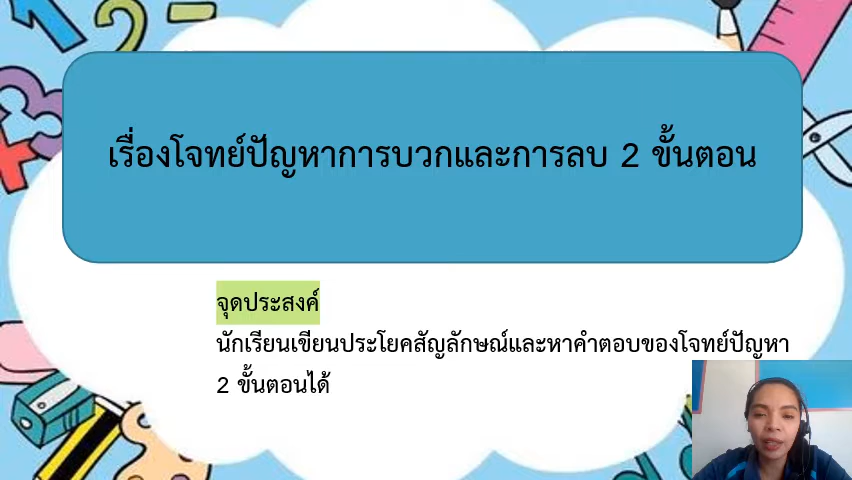 เรื่องโจทย์ปัญหาการบวกและการลบ 2 ขั้นตอน
จุดประสงค์
นักเรียนเขียนประโยคสัญลักษณ์และหาคำตอบของโจทย์ปัญหา
2 ขั้นตอนได้